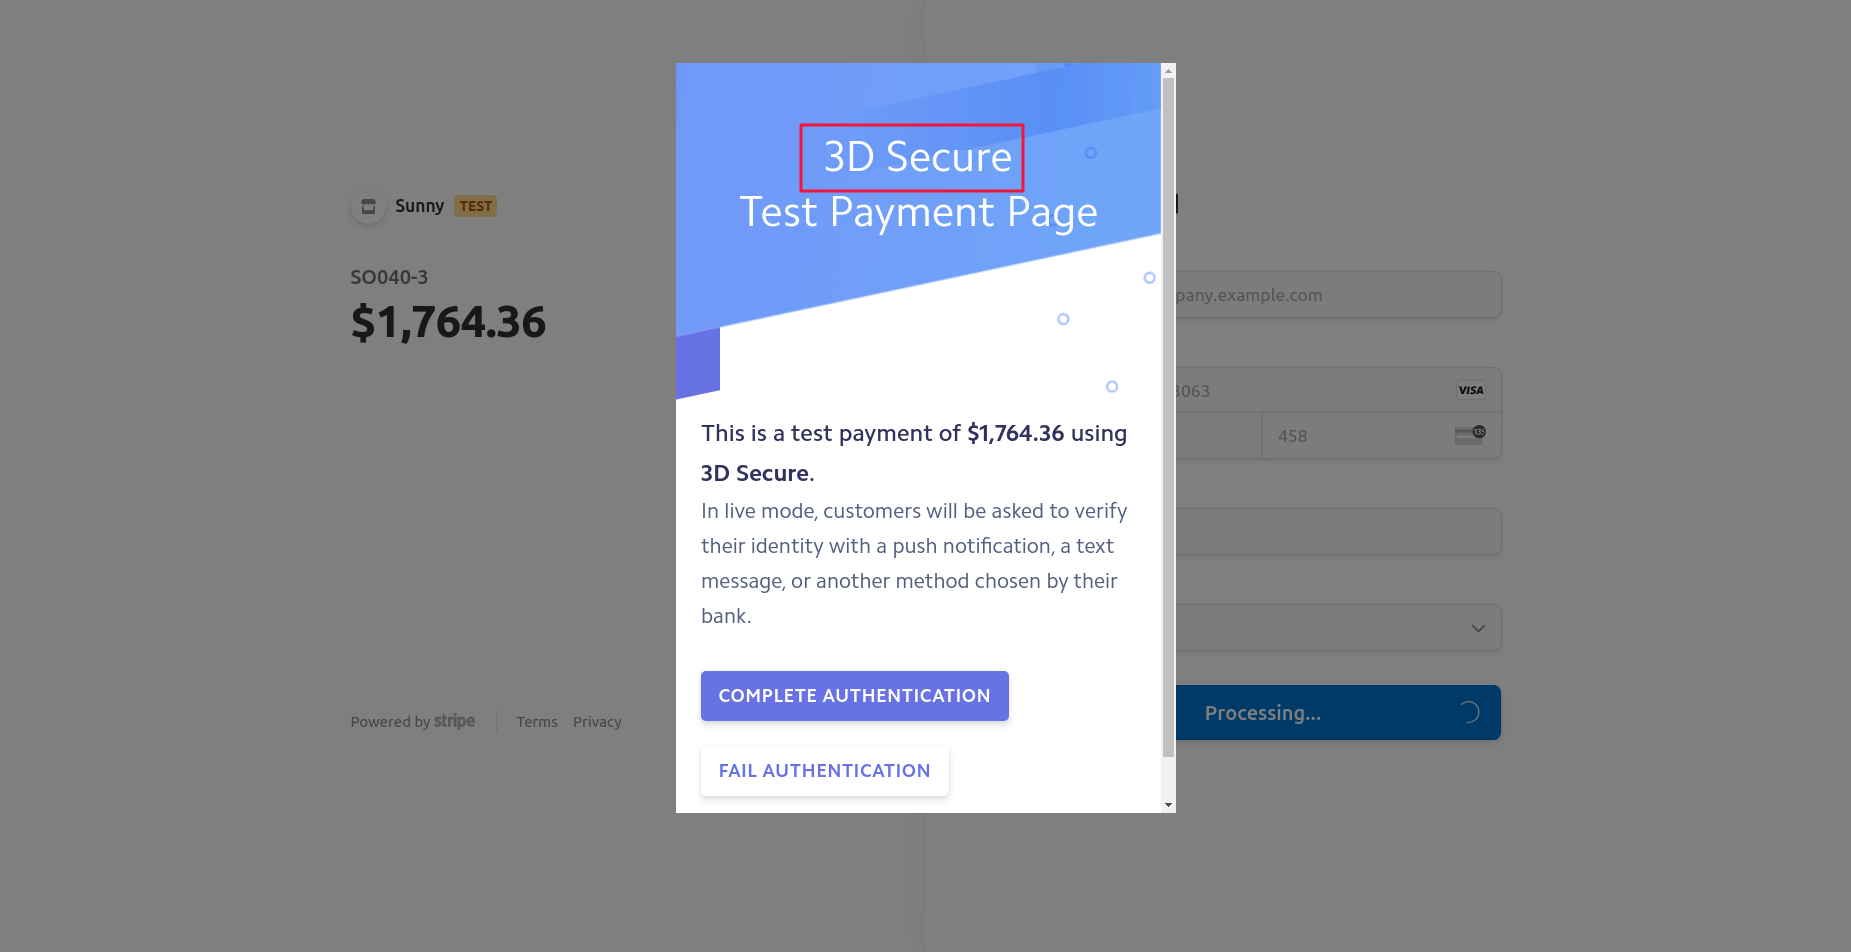 Sunny TEST
SO040-3
$1,764.36
Powered by stripe
Terms Privacy
3D Secure
Test Payment Page
This is a test payment of $1,764.36 using
3D Secure.
In live mode, customers will be asked to verify
their identity with a push notification, a text
message, or another method chosen by their
bank.
COMPLETE AUTHENTICATION
FAIL AUTHENTICATION
pany.example.com
3063 VISA
458
Processing...